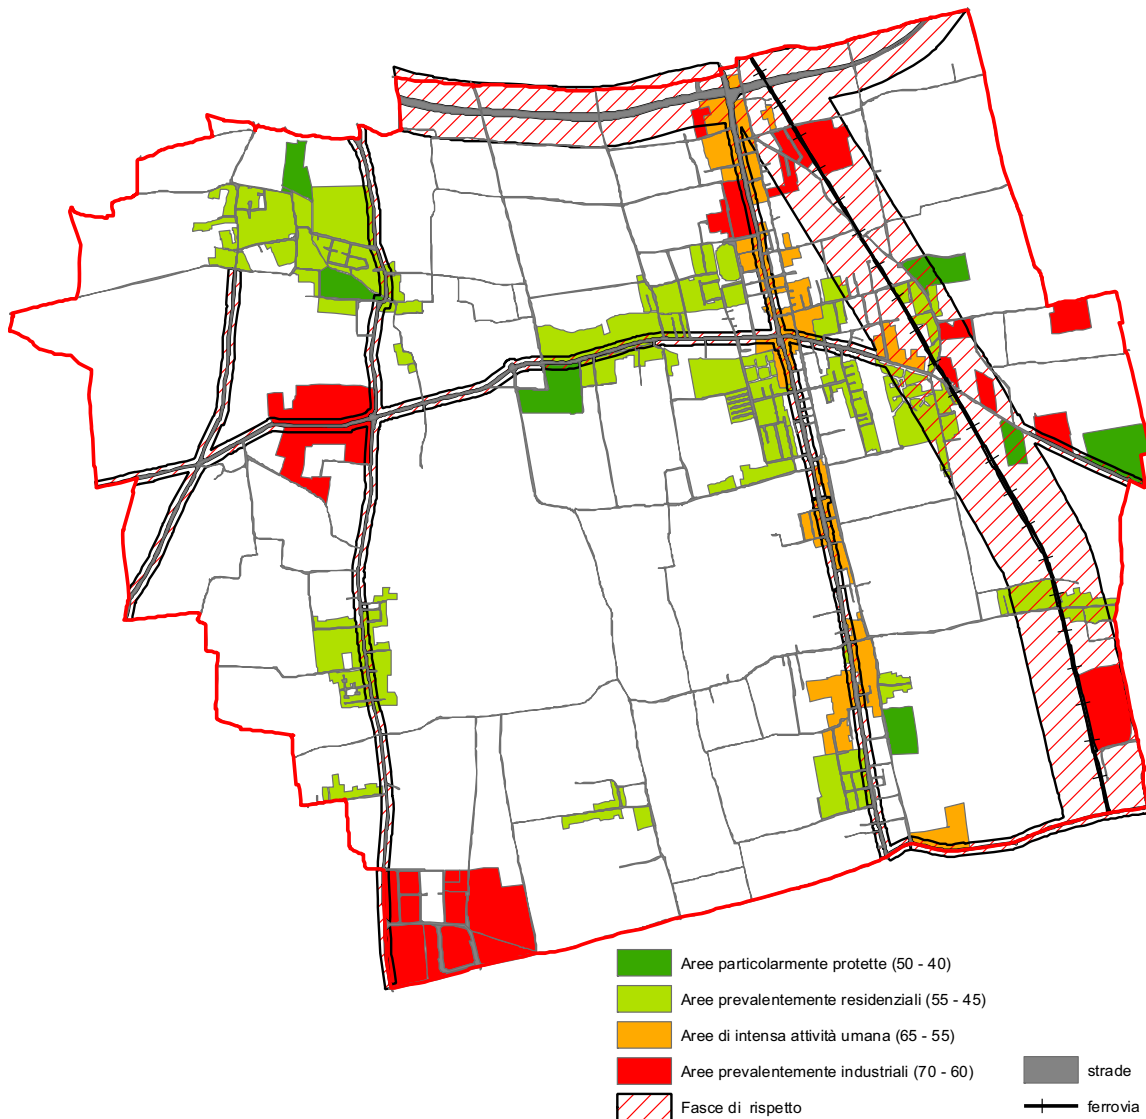 Aree particolarmente protette (50 - 40)
Aree prevalentemente residenziali (55 - 45)
Aree di intensa attività umana (65 - 55)
Aree prevalentemente industriali (70 - 60)
strade
Fasce di rispetto
ferrovia